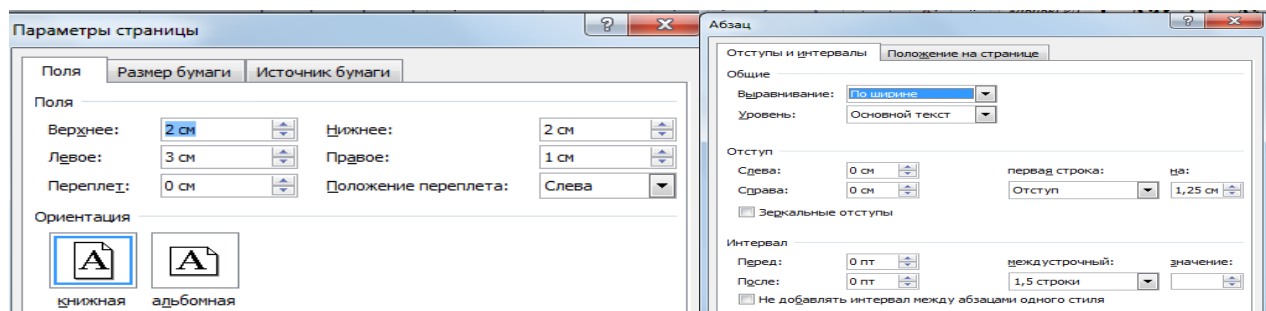 Параметры страницы
Поля Размер бумаги Источник бумаги
Поля
Верхнее: 2 см Нижнее: 2 см
Левое: 3 см Правое: 1 см
Переплет: 0 см Положение переплета: Слева
Ориентация
A A
книжная альбомная
Абзац
Отступы и интервалы Положение на странице
Общие
Выравнивание: По ширине
Уровень: Основной текст
Отступ
Слева: 0 см первая строка: на:
Справа: 0 см Отступ 1,25 см
Зеркальные отступы
Интервал
Перед: 0 пт междустрочный: значение:
После: 0 пт 1,5 строки
Не добавлять интервал между абзацами одного стиля